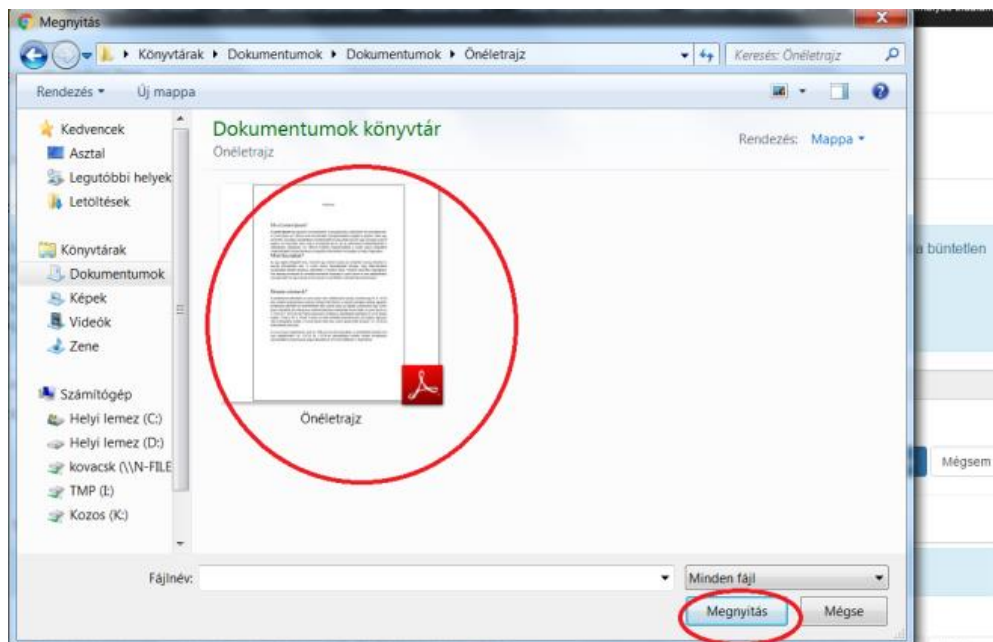 Megnyitás
Könyvtárak ▸ Dokumentumok ▸ Dokumentumok ▸ Önéletrajz
Keresés: Önéletrajz
Rendezés
Új mappa
Kedvencek
Asztal
Legutóbbi helyek
Letöltések
Könyvtárak
Dokumentumok
Képek
Videók
Zene
Számítógép
Helyi lemez (C:)
Helyi lemez (D:)
kovacsk (\\N-FILE
TMP (I:)
Kozos (K:)
Dokumentumok könyvtár
Önéletrajz
Rendezés: Mappa
Önéletrajz
a büntetlen
Mégsem
Fájlnév:
Minden fájl
Megnyitás
Mégse